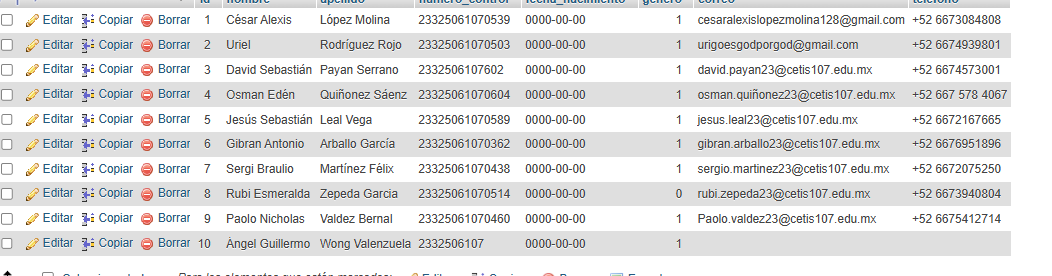 id nombre apellido numero_control fecha_nacimiento genero correo telefono
Editar Copiar Borrar 1 César Alexis López Molina 23325061070539 0000-00-00 1 cesaralexislopezmolina128@gmail.com +52 6673084808
Editar Copiar Borrar 2 Uriel Rodríguez Rojo 23325061070503 0000-00-00 1 urigoesgodporgod@gmail.com +52 6674939801
Editar Copiar Borrar 3 David Sebastián Payan Serrano 2332506107602 0000-00-00 1 david.payan23@cetis107.edu.mx +52 6674573001
Editar Copiar Borrar 4 Osman Edén Quiñonez Sáenz 23325061070604 0000-00-00 1 osman.quiñonez23@cetis107.edu.mx +52 667 578 4067
Editar Copiar Borrar 5 Jesús Sebastián Leal Vega 23325061070589 0000-00-00 1 jesus.leal23@cetis107.edu.mx +52 6672167665
Editar Copiar Borrar 6 Gibran Antonio Arballo García 23325061070362 0000-00-00 1 gibran.arballo23@cetis107.edu.mx +52 6676951896
Editar Copiar Borrar 7 Sergi Braulio Martínez Félix 23325061070438 0000-00-00 1 sergio.martinez23@cetis107.edu.mx +52 6672075250
Editar Copiar Borrar 8 Rubi Esmeralda Zepeda Garcia 23325061070514 0000-00-00 0 rubi.zepeda23@cetis107.edu.mx +52 6673940804
Editar Copiar Borrar 9 Paolo Nicholas Valdez Bernal 23325061070460 0000-00-00 1 Paolo.valdez23@cetis107.edu.mx +52 6675412714
Editar Copiar Borrar 10 Ángel Guillermo Wong Valenzuela 2332506107 0000-00-00 1